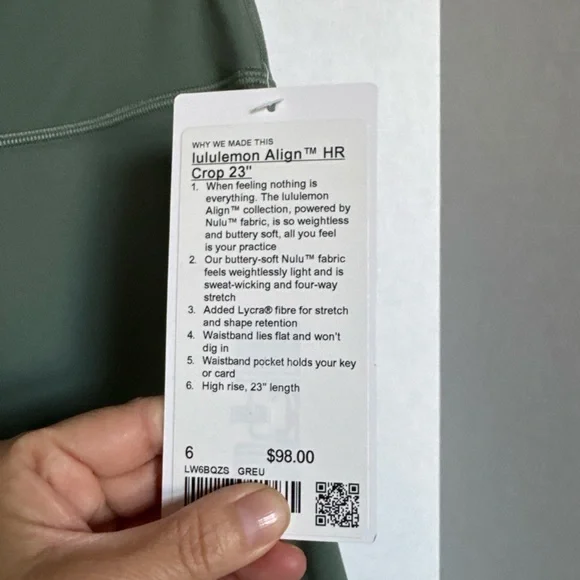 WHY WE MADE THIS
lululemon Align™ HR
Crop 23"
1. When feeling nothing is
everything. The lululemon
Align™ collection, powered by
Nulu™ fabric, is so weightless
and buttery soft, all you feel
is your practice
2. Our buttery-soft Nulu™ fabric
feels weightlessly light and is
sweat-wicking and four-way
stretch
3. Added Lycra® fibre for stretch
and shape retention
4. Waistband lies flat and won't
dig in
5. Waistband pocket holds your key
or card
6. High rise, 23" length
6 $98.00
LW6BQZS GREU